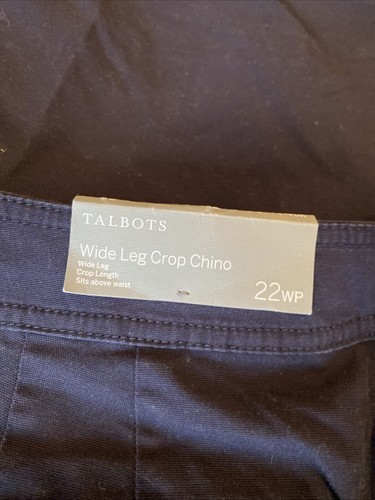 TALBOTS
Wide Leg Crop Chino
Wide Leg
Crop Length
Sits above waist
22WP